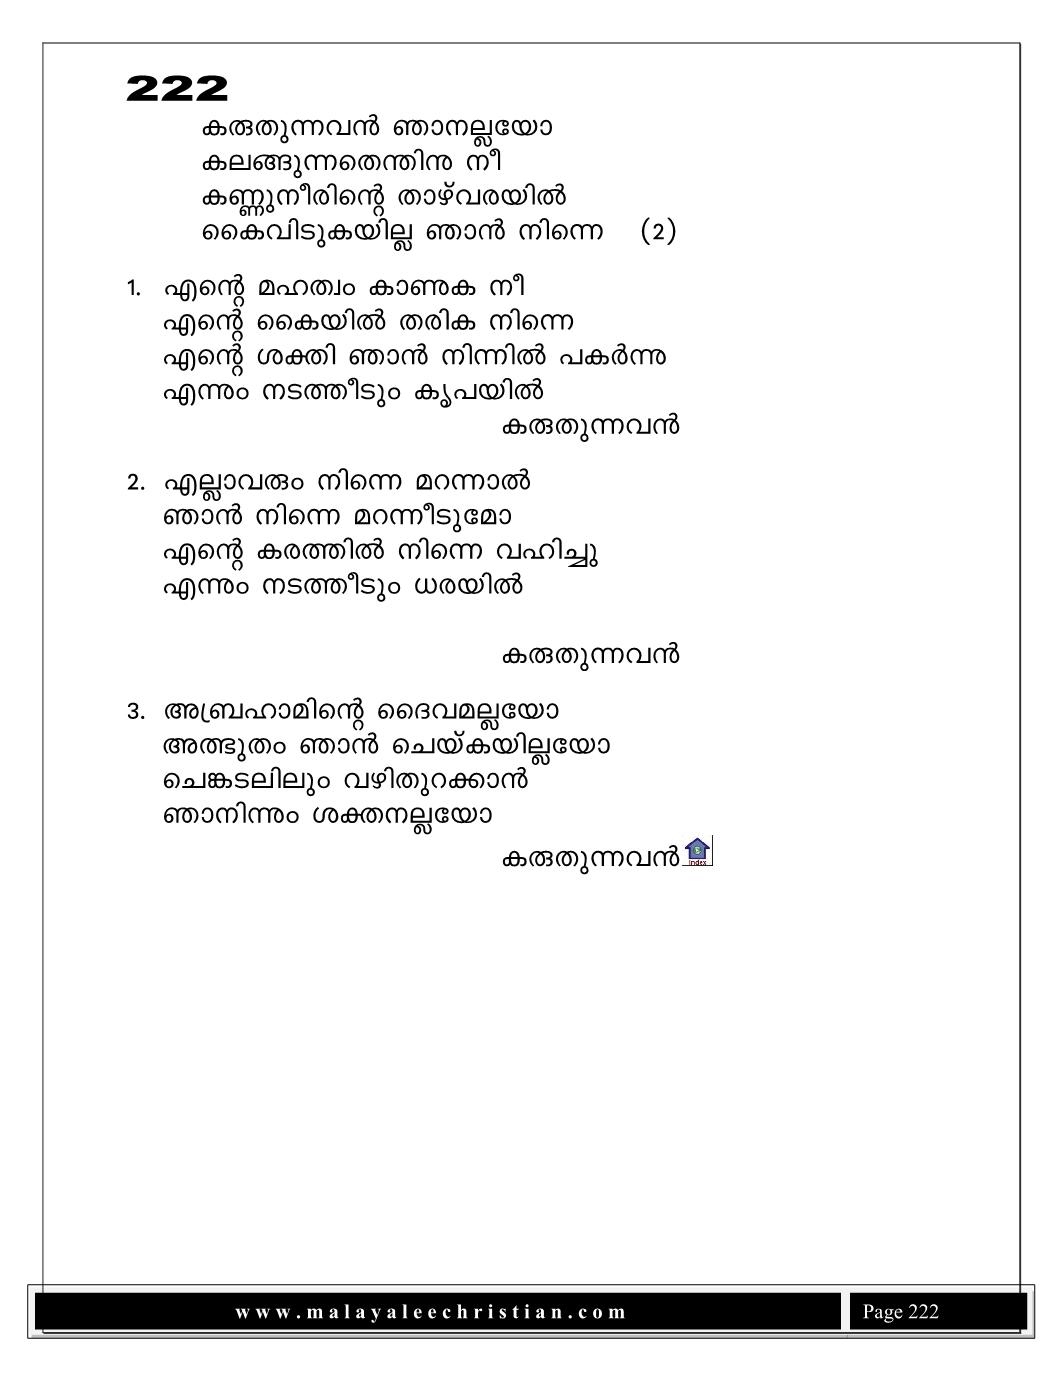 222
കരുതുന്നവൻ ഞാനല്ലയോ
കലങ്ങുന്നതെന്തിനു നീ
കണ്ണുനീരിന്റെ താഴ്‌വരയിൽ
കൈവിടുകയില്ല ഞാൻ നിന്നെ (2)
1. എന്റെ മഹത്വം കാണുക നീ
എന്റെ കൈയിൽ തരിക നിന്നെ
എന്റെ ശക്തി ഞാൻ നിന്നിൽ പകർന്നു
എന്നും നടത്തീടും കൃപയിൽ
കരുതുന്നവൻ
2. എല്ലാവരും നിന്നെ മറന്നാൽ
ഞാൻ നിന്നെ മറന്നീടുമോ
എന്റെ കരത്തിൽ നിന്നെ വഹിച്ചു
എന്നും നടത്തീടും ധരയിൽ
കരുതുന്നവൻ
3. അബ്രഹാമിന്റെ ദൈവമല്ലയോ
അത്ഭുതം ഞാൻ ചെയ്കയില്ലയോ
ചെങ്കടലിലും വഴിതുറക്കാൻ
ഞാനിന്നും ശക്തനല്ലയോ
കരുതുന്നവൻ Index
www.malayaleechristian.com Page 222